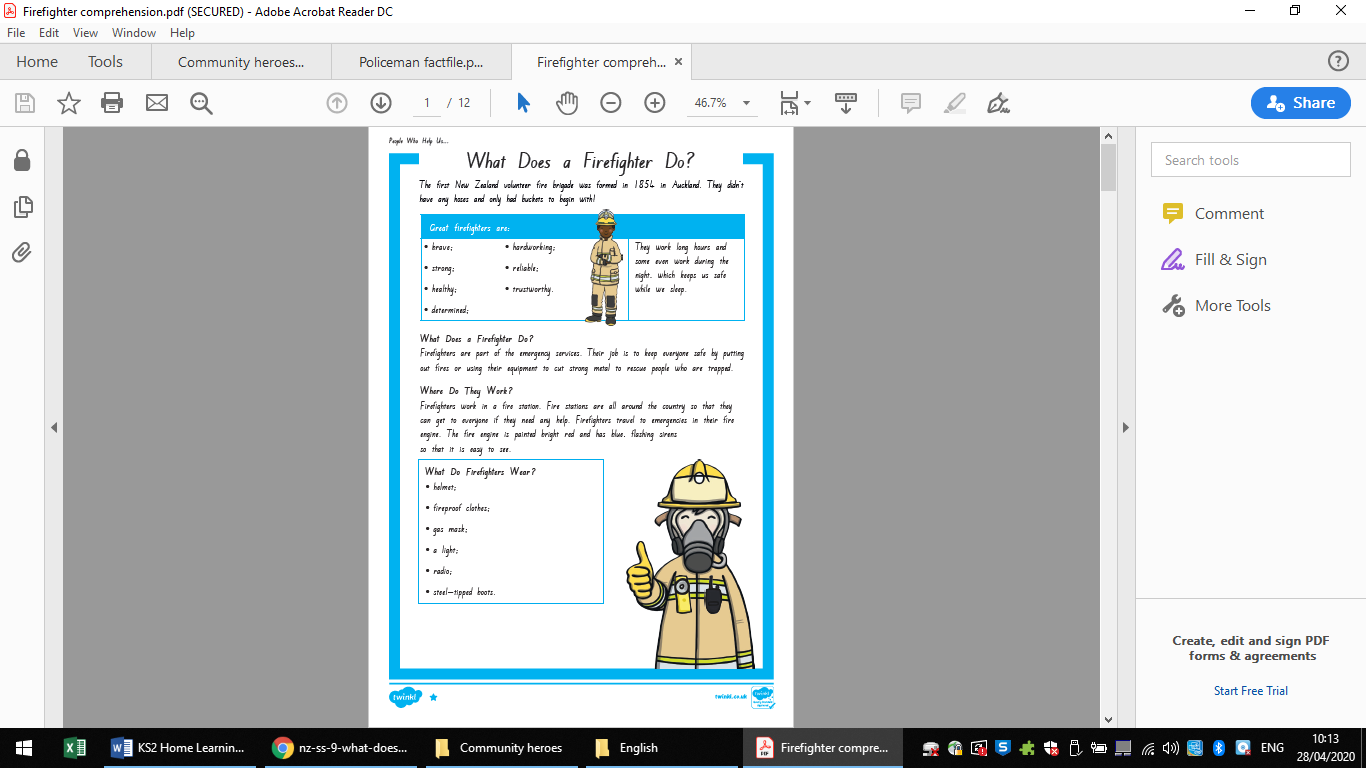 Firefighter comprehension.pdf (SECURED) - Adobe Acrobat Reader DC
File Edit View Window Help
Home Tools Community heroes... Policeman factfile.p... Firefighter compreh... ×
1 / 12 46.7% Share
People Who Help Us...
What Does a Firefighter Do?
The first New Zealand volunteer fire brigade was formed in 1854 in Auckland. They didn't
have any hoses and only had buckets to begin with!
Great firefighters are:
• brave;
• strong;
• healthy;
• determined;
• hardworking;
• reliable;
• trustworthy.
They work long hours and
some even work during the
night, which keeps us safe
while we sleep.
What Does a Firefighter Do?
Firefighters are part of the emergency services. Their job is to keep everyone safe by putting
out fires or using their equipment to cut strong metal to rescue people who are trapped.
Where Do They Work?
Firefighters work in a fire station. Fire stations are all around the country so that they
can get to everyone if they need any help. Firefighters travel to emergencies in their fire
engine. The fire engine is painted bright red and has blue, flashing sirens
so that it is easy to see.
What Do Firefighters Wear?
• helmet;
• fireproof clothes;
• gas mask;
• a light;
• radio;
• steel-tipped boots.
twinkl
twinkl.co.uk
twinkl
Search tools
Comment
Fill & Sign
More Tools
Create, edit and sign PDF
forms & agreements
Start Free Trial
KS2 Home Learnin... nz-ss-9-what-does... Community heroes English Firefighter compre... ENG
10:13
28/04/2020